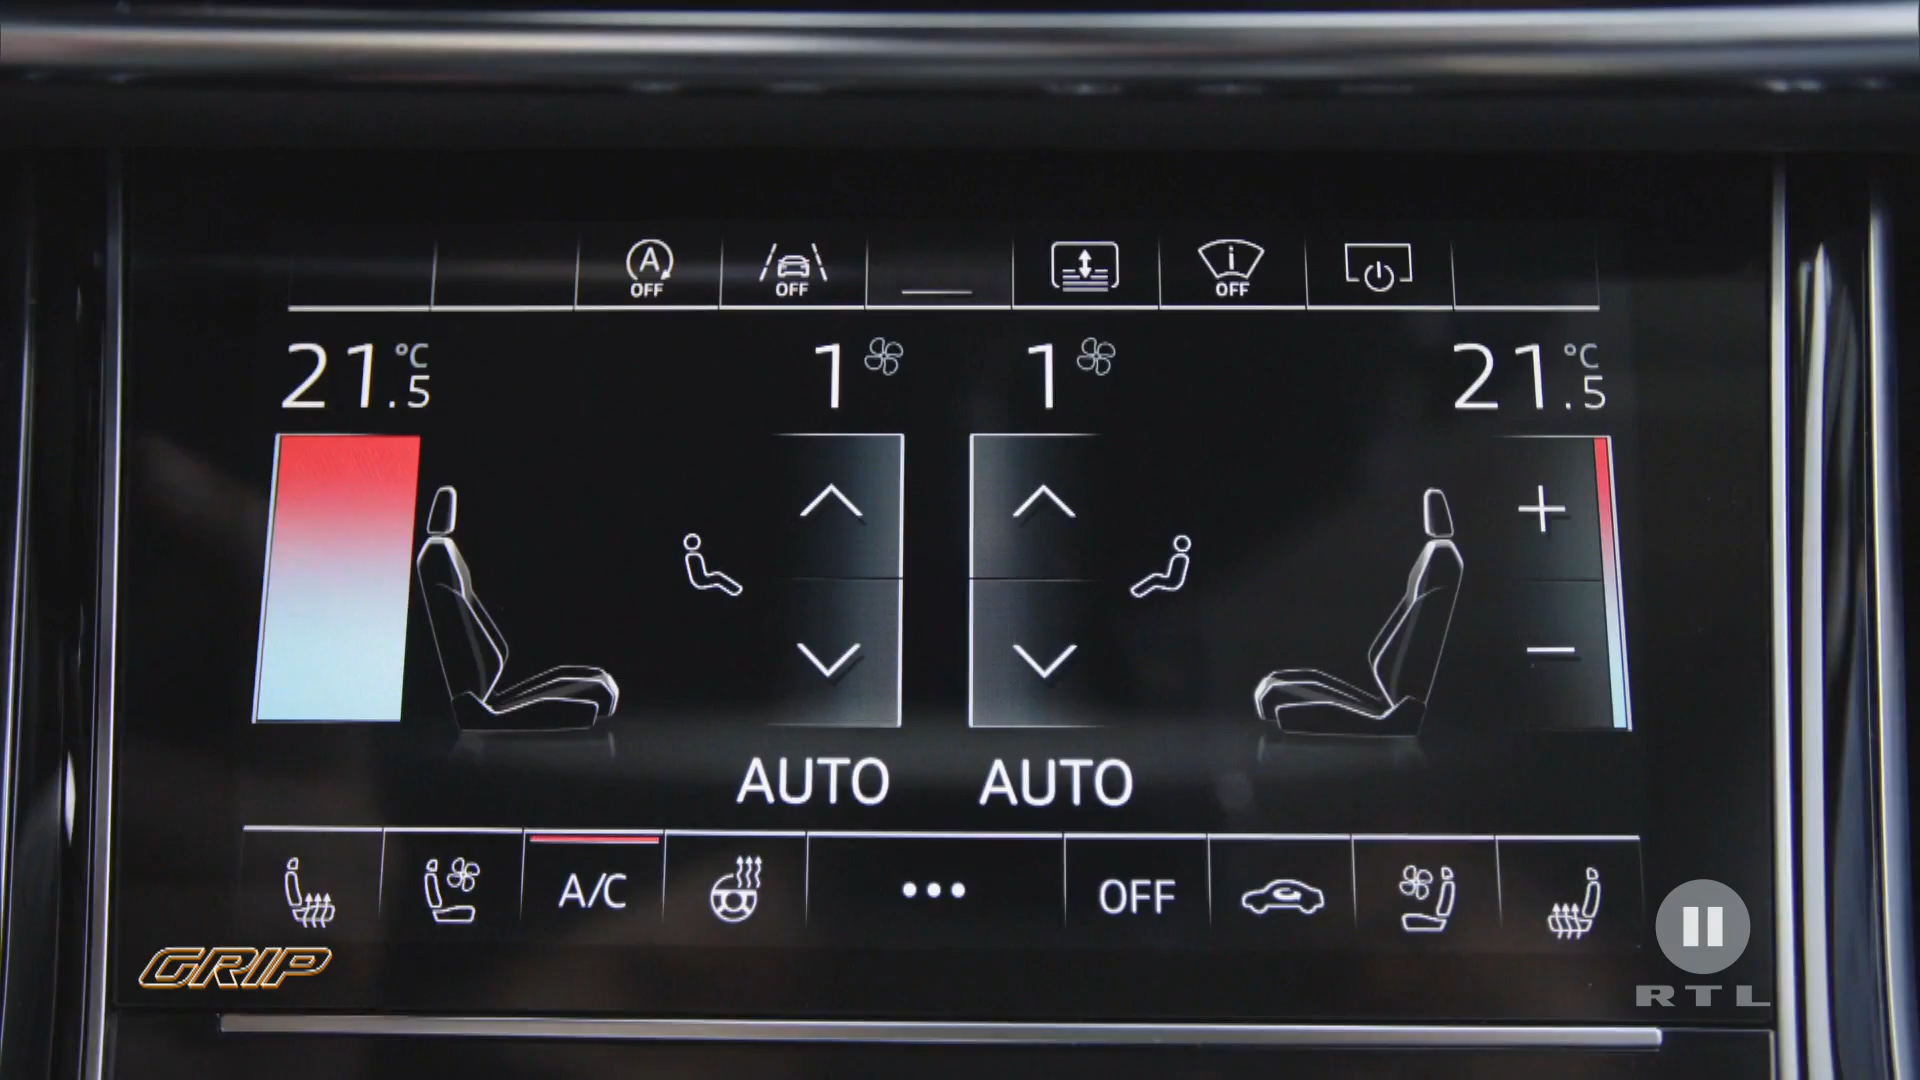 A OFF
OFF
i OFF
21.5 °C
1
1
21.5 °C
AUTO
AUTO
A/C
OFF
GRIP
RTL